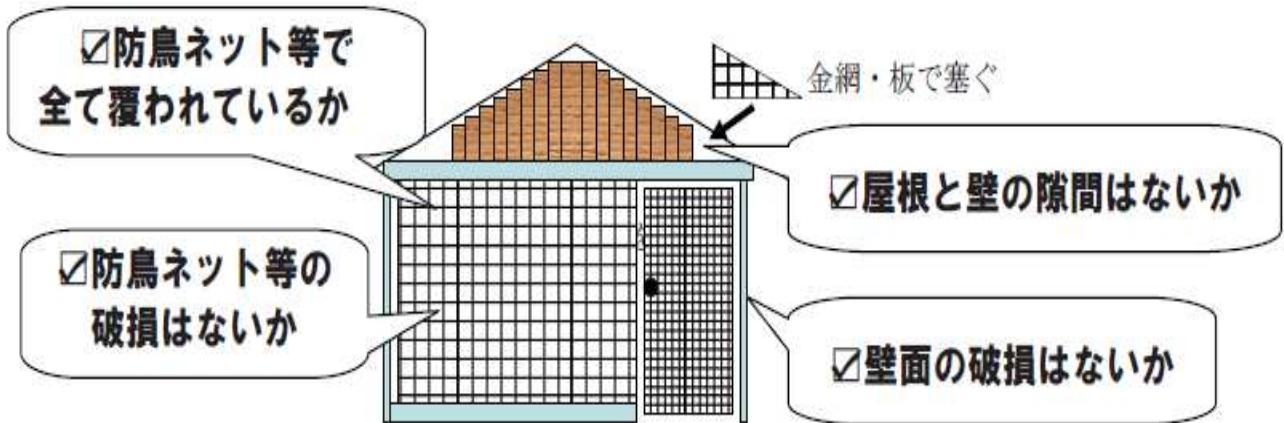 ☑防鳥ネット等で
全て覆われているか
金網・板で塞ぐ
☑屋根と壁の隙間はないか
☑防鳥ネット等の
破損はないか
☑壁面の破損はないか